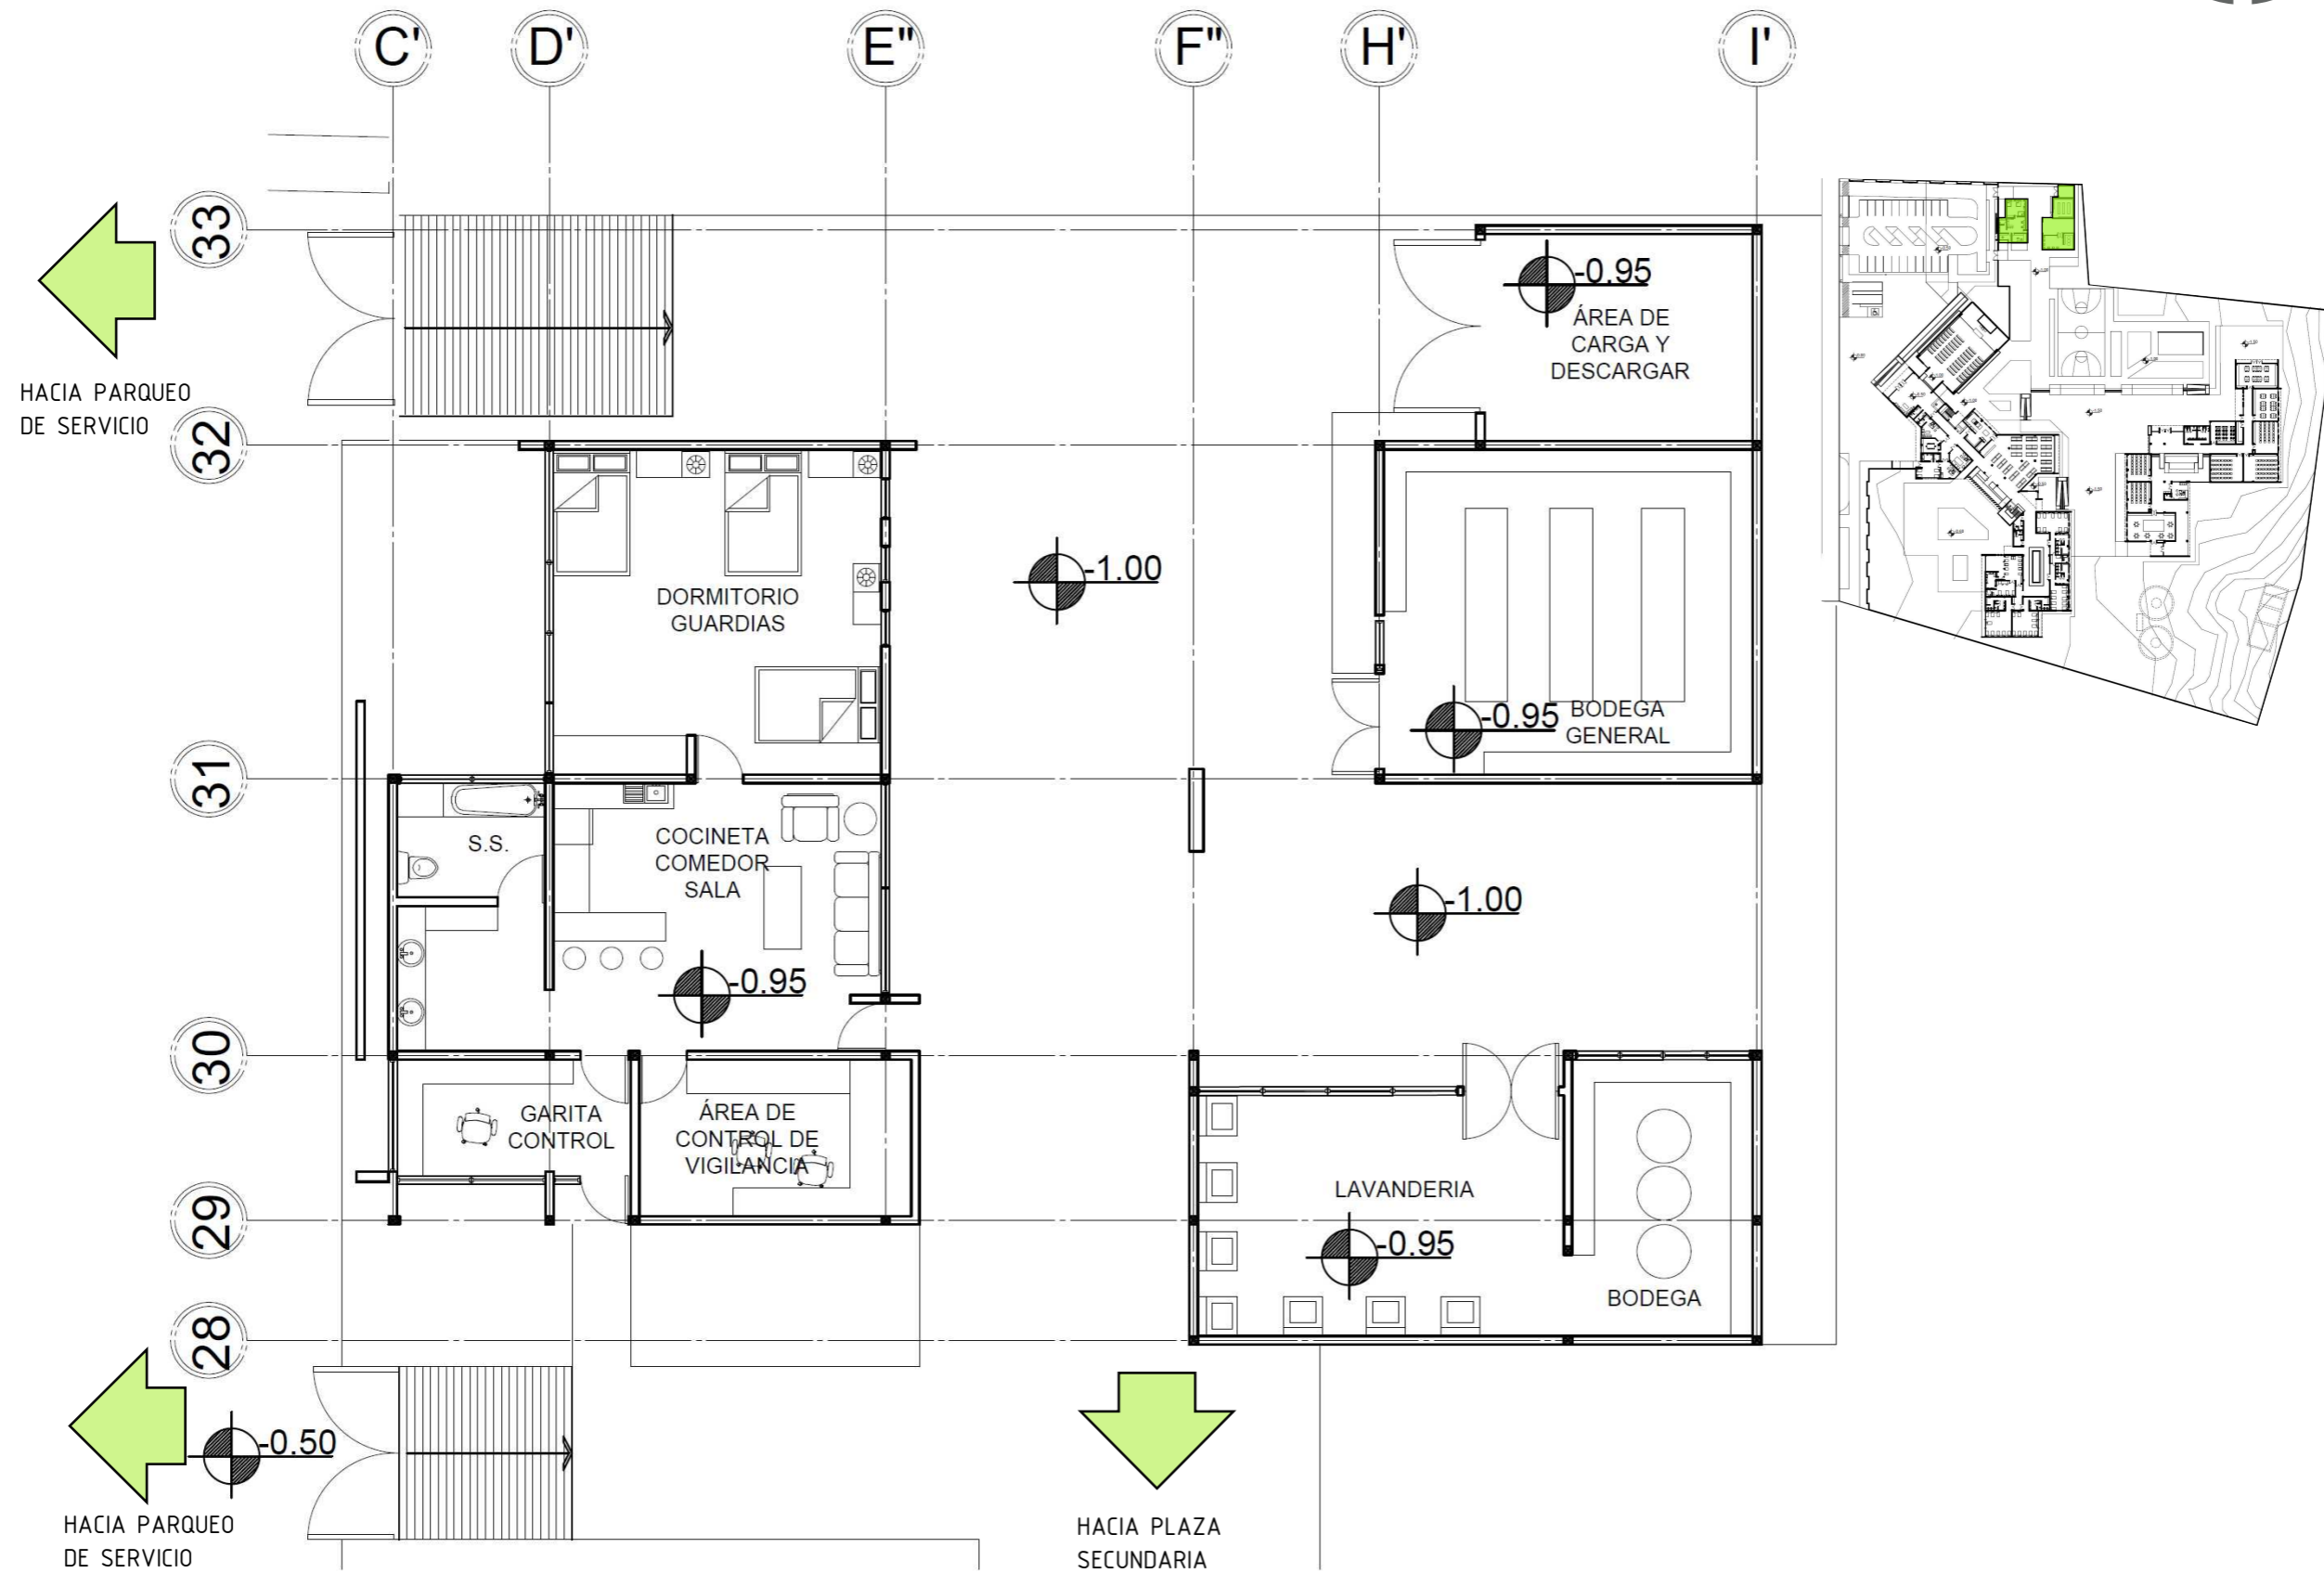 C'
D'
E"
F"
H'
I'
33
32
31
30
29
28
HACIA PARQUEO
DE SERVICIO
-0.95
ÁREA DE
CARGA Y
DESCARGAR
DORMITORIO
GUARDIAS
-1.00
-0.95
BODEGA
GENERAL
S.S.
COCINETA
COMEDOR
SALA
-0.95
-1.00
GARITA
CONTROL
ÁREA DE
CONTROL DE
VIGILANCIA
LAVANDERIA
-0.95
BODEGA
-0.50
HACIA PARQUEO
DE SERVICIO
HACIA PLAZA
SECUNDARIA